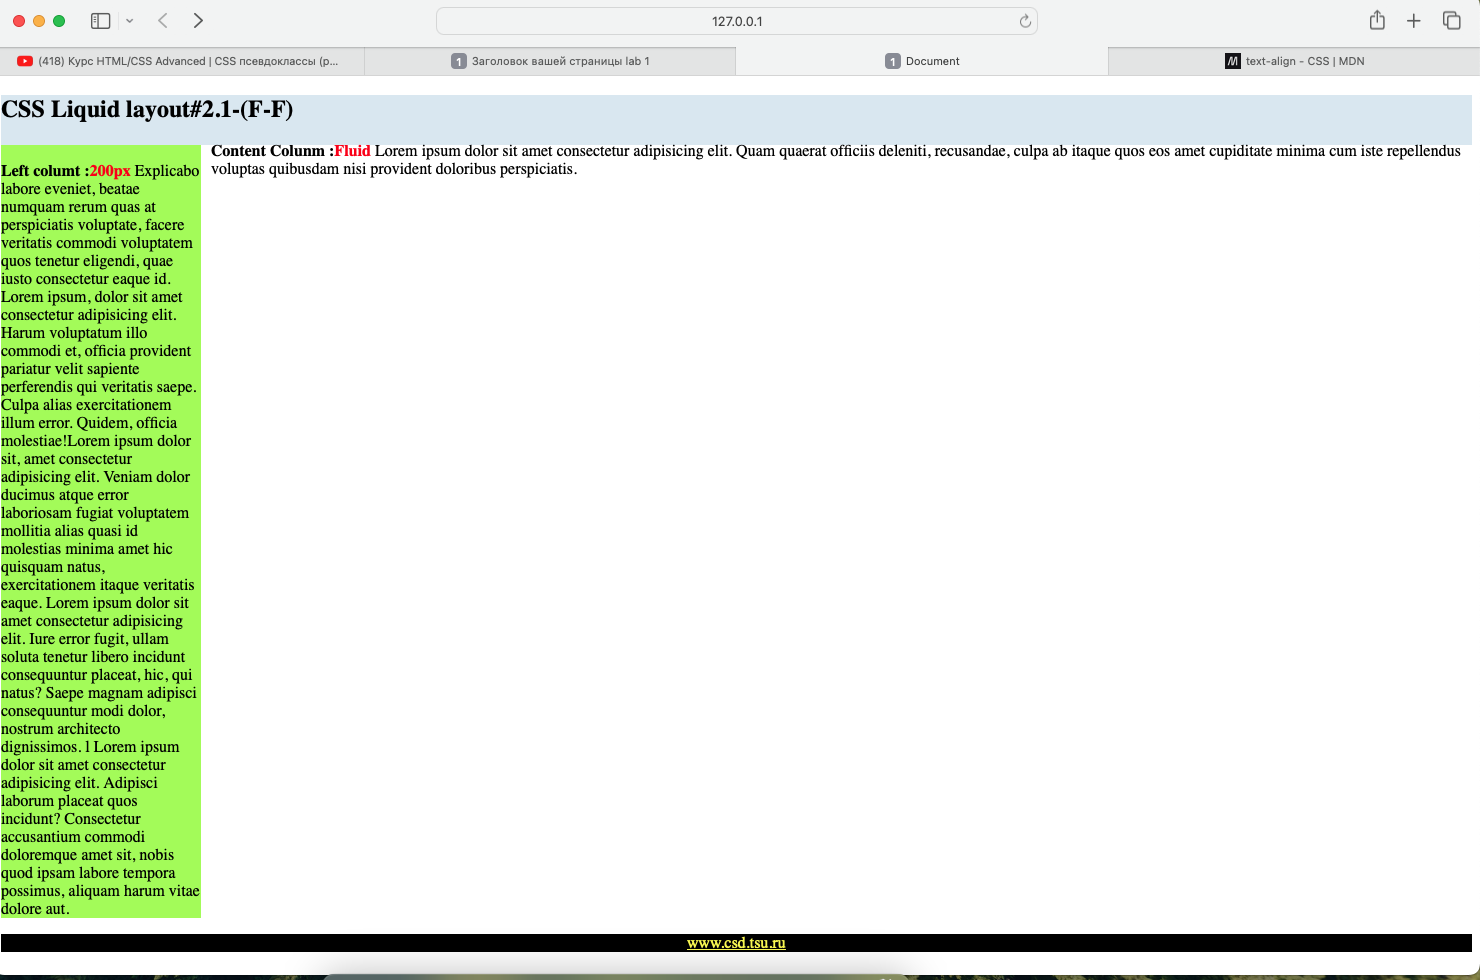 127.0.0.1
(418) Курс HTML/CSS Advanced | CSS псевдоклассы (p...
1 Заголовок вашей страницы lab 1
1 Document
M text-align - CSS | MDN
CSS Liquid layout#2.1-(F-F)
Left columt :200px Explicabo
labore eveniet, beatae
numquam rerum quas at
perspiciatis voluptate, facere
veritatis commodi voluptatem
quos tenetur eligendi, quae
iusto consectetur eaque id.
Lorem ipsum, dolor sit amet
consectetur adipisicing elit.
Harum voluptatum illo
commodi et, officia provident
pariatur velit sapiente
perferendis qui veritatis saepe.
Culpa alias exercitationem
illum error. Quidem, officia
molestiae!Lorem ipsum dolor
sit, amet consectetur
adipisicing elit. Veniam dolor
ducimus atque error
laboriosam fugiat voluptatem
mollitia alias quasi id
molestias minima amet hic
quisquam natus,
exercitationem itaque veritatis
eaque. Lorem ipsum dolor sit
amet consectetur adipisicing
elit. Iure error fugit, ullam
soluta tenetur libero incidunt
consequuntur placeat, hic, qui
natus? Saepe magnam adipisci
consequuntur modi dolor,
nostrum architecto
dignissimos. l Lorem ipsum
dolor sit amet consectetur
adipisicing elit. Adipisci
laborum placeat quos
incidunt? Consectetur
accusantium commodi
doloremque amet sit, nobis
quod ipsam labore tempora
possimus, aliquam harum vitae
dolore aut.
Content Colunm :Fluid Lorem ipsum dolor sit amet consectetur adipisicing elit. Quam quaerat officiis deleniti, recusandae, culpa ab itaque quos eos amet cupiditate minima cum iste repellendus
voluptas quibusdam nisi provident doloribus perspiciatis.
www.csd.tsu.ru